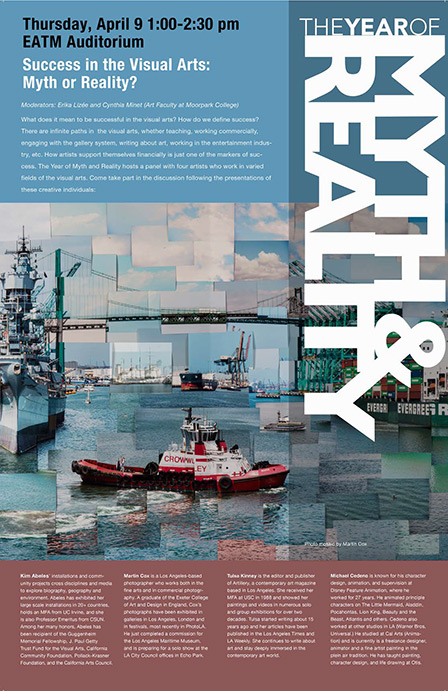 Thursday, April 9 1:00-2:30 pm
EATM Auditorium
Success in the Visual Arts:
Myth or Reality?
Moderators: Erika Lizée and Cynthia Minet (Art Faculty at Moorpark College)
What does it mean to be successful in the visual arts? How do we define success?
There are infinite paths in the visual arts, whether teaching, working commercially,
engaging with the gallery system, writing about art, working in the entertainment indus-
try, etc. How artists support themselves financially is just one of the markers of suc-
cess. The Year of Myth and Reality hosts a panel with four artists who work in varied
fields of the visual arts. Come take part in the discussion following the presentations of
these creative individuals:
THEYEAROF
MYTH &
REALITY
EVERGR
EVERGREEN
CROWLEY
Photo mosaic by Martin Cox
Kim Abeles' installations and comm-
unity projects cross disciplines and media
to explore biography, geography and
environment. Abeles has exhibited her
large scale installations in 20+ countries,
holds an MFA from UC Irvine, and she
is also Professor Emeritus from CSUN.
Among her many honors, Abeles has
been recipient of the Guggenheim
Memorial Fellowship, J. Paul Getty
Trust Fund for the Visual Arts, California
Community Foundation, Pollack-Krasner
Foundation, and the California Arts Council.
Martin Cox is a Los Angeles-based
photographer who works both in the
fine arts and in commercial photogr-
aphy. A graduate of the Exeter College
of Art and Design in England, Cox's
photographs have been exhibited in
galleries in Los Angeles, London and
in festivals, most recently in PhotoLA.
He just completed a commission for
the Los Angeles Maritime Museum,
and is preparing for a solo show at the
LA City Council offices in Echo Park.
Tulsa Kinney is the editor and publisher
of Artillery, a contemporary art magazine
based in Los Angeles. She received her
MFA at USC in 1988 and showed her
paintings and videos in numerous solo
and group exhibitions for over two
decades. Tulsa started writing about 15
years ago and her articles have been
published in the Los Angeles Times and
LA Weekly. She continues to write about
art and stay deeply immersed in the
contemporary art world.
Michael Cedeno is known for his character
design, animation, and supervision at
Disney Feature Animation, where he
worked for 27 years. He animated principle
characters on The Little Mermaid, Aladdin,
Pocahontas, Lion King, Beauty and the
Beast, Atlantis and others. Cedeno also
worked at other studios in LA (Warner Bros,
Universal.) He studied at Cal Arts (Anima-
tion) and is currently is a freelance designer,
animator and a fine artist painting in the
plein air tradition. He has taught painting,
character design, and life drawing at Otis.